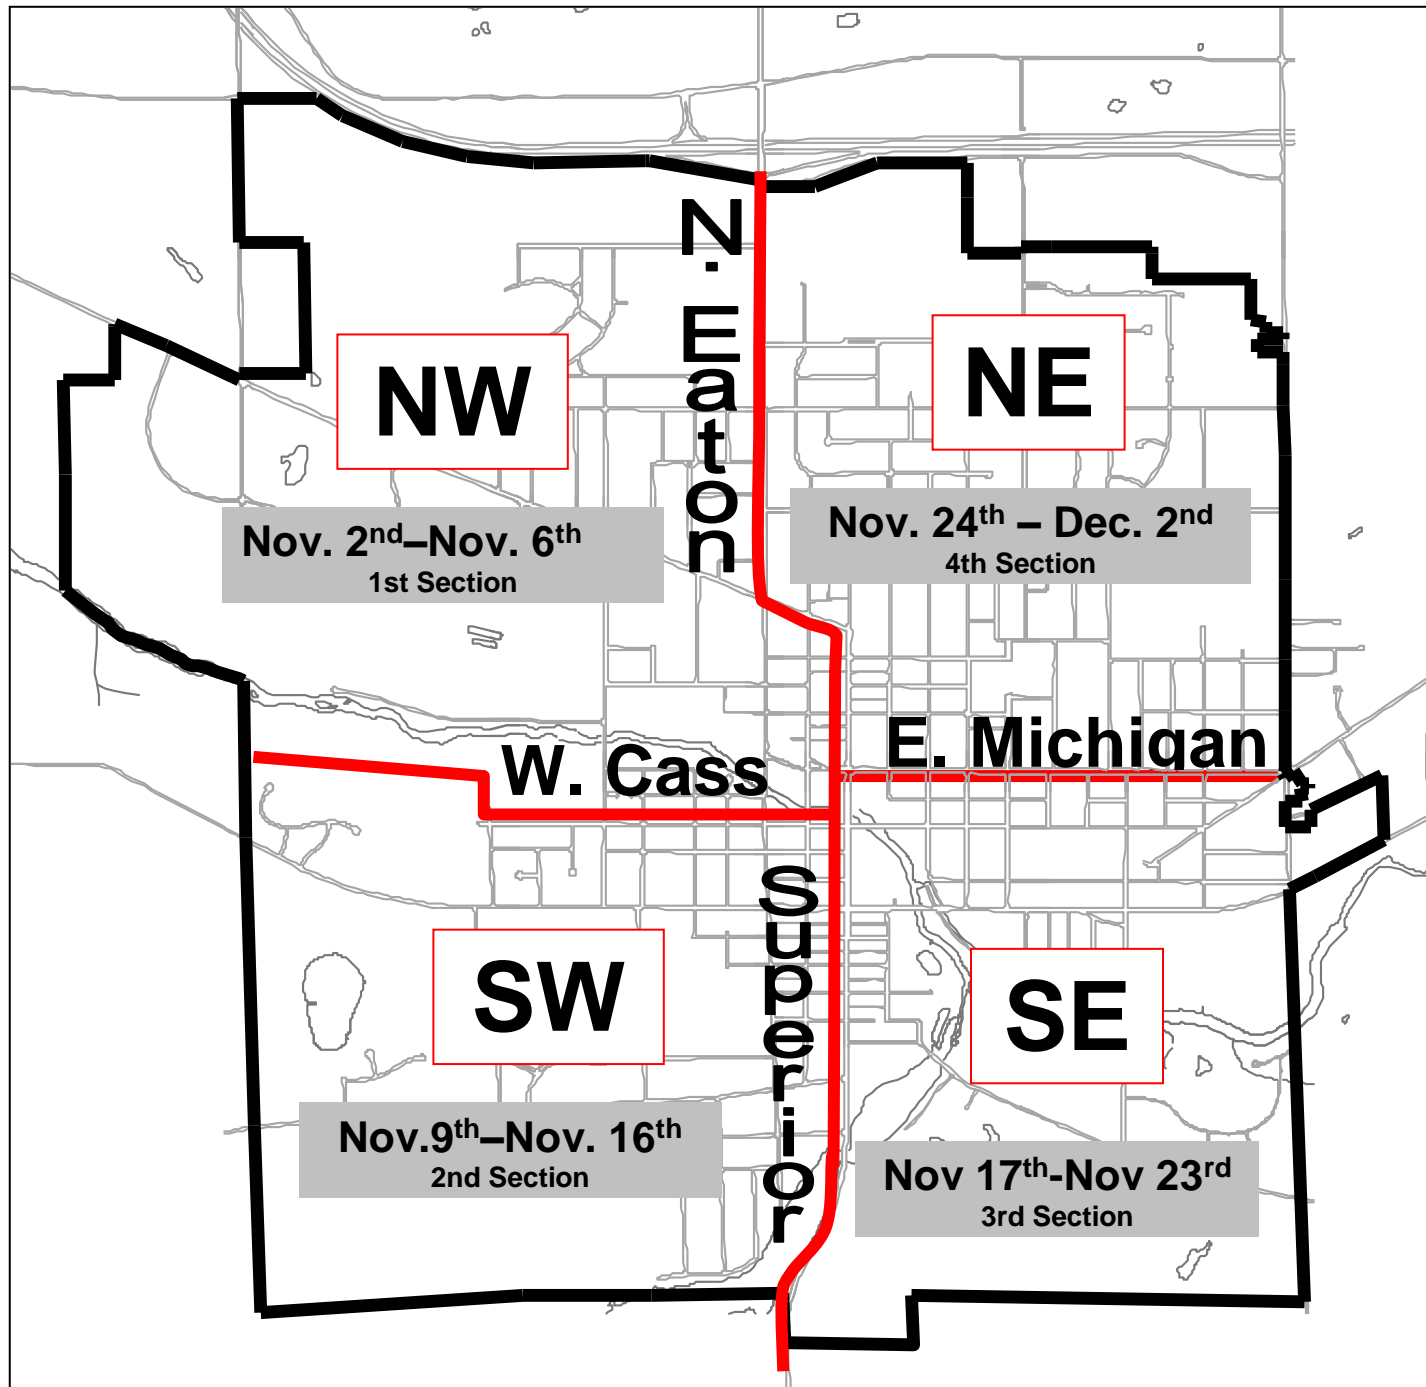 N. Eaton
NW
NE
Nov. 2nd–Nov. 6th
1st Section
Nov. 24th – Dec. 2nd
4th Section
W. Cass
E. Michigan
Superior
SW
SE
Nov.9th–Nov. 16th
2nd Section
Nov 17th-Nov 23rd
3rd Section